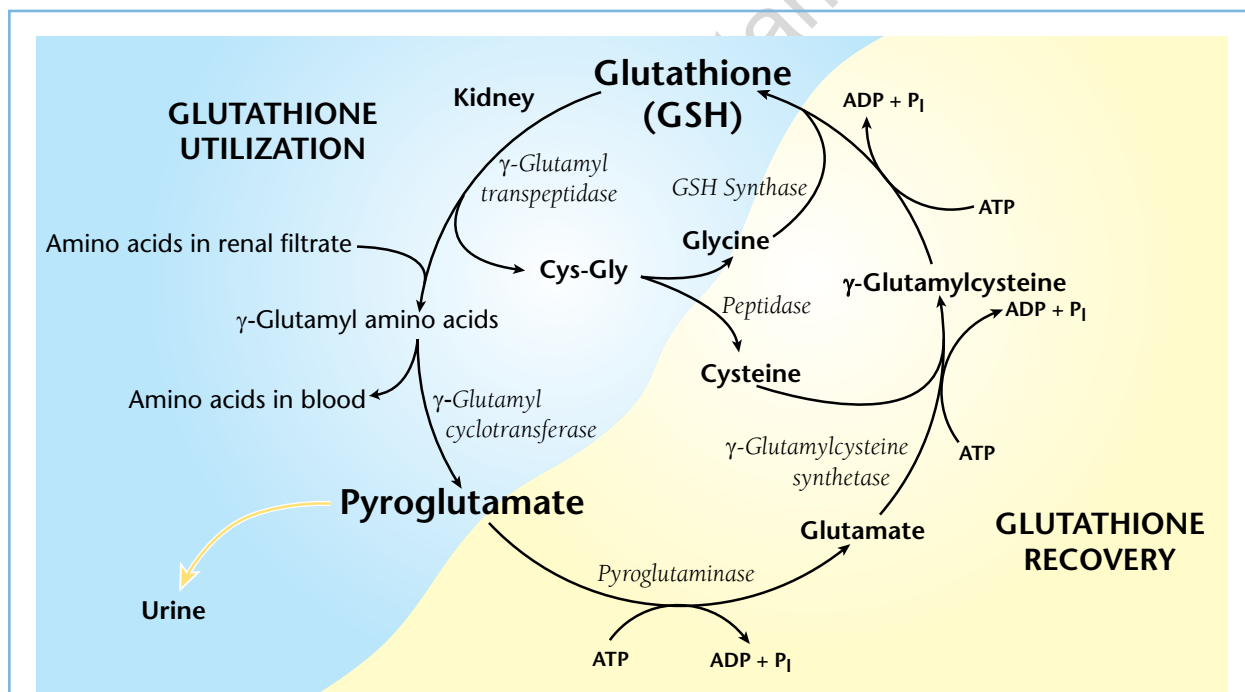 Glutathione
(GSH)
Kidney
GLUTATHIONE
UTILIZATION
ADP + PI
γ-Glutamyl
transpeptidase
GSH Synthase
ATP
Amino acids in renal filtrate
Glycine
Cys-Gly
γ-Glutamylcysteine
ADP + PI
Peptidase
γ-Glutamyl amino acids
Cysteine
Amino acids in blood
γ-Glutamyl
cyclotransferase
γ-Glutamylcysteine
synthetase
ATP
Pyroglutamate
Glutamate
GLUTATHIONE
RECOVERY
Pyroglutaminase
Urine
ATP
ADP + PI